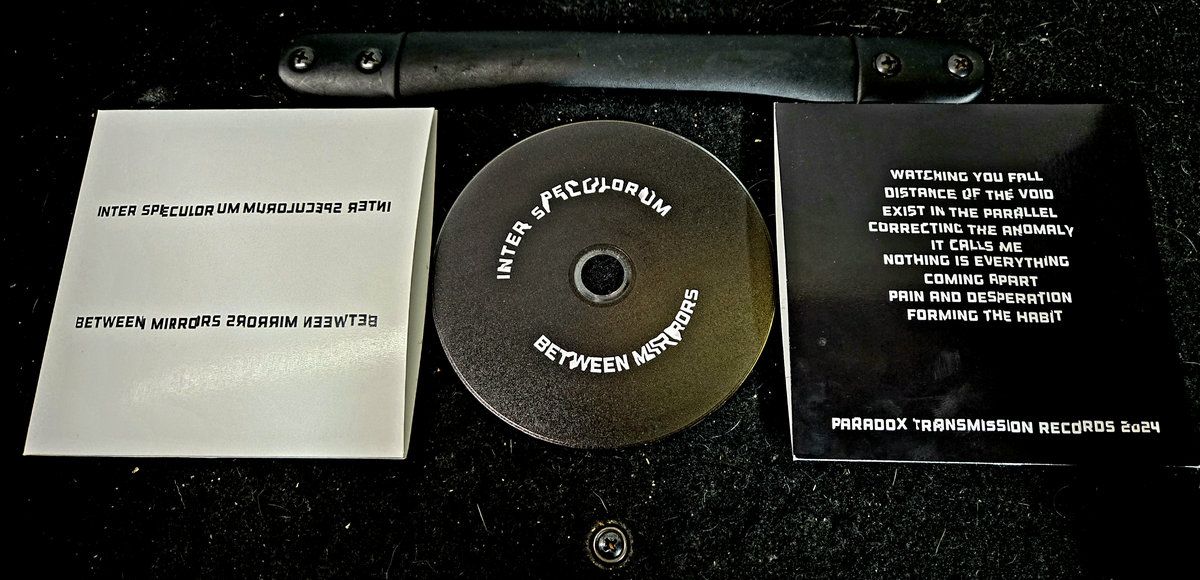 INTER SPECULORUM MUROLUCEPS RETNI
BETWEEN MIRRORS SRORRIM NEEWTEB
INTER SPECULORUM
BETWEEN MIRRORS
WATCHING YOU FALL
DISTANCE OF THE VOID
EXIST IN THE PARALLEL
CORRECTING THE ANOMALY
IT CALLS ME
NOTHING IS EVERYTHING
COMING APART
PAIN AND DESPERATION
FORMING THE HABIT
PARADOX TRANSMISSION RECORDS 2024